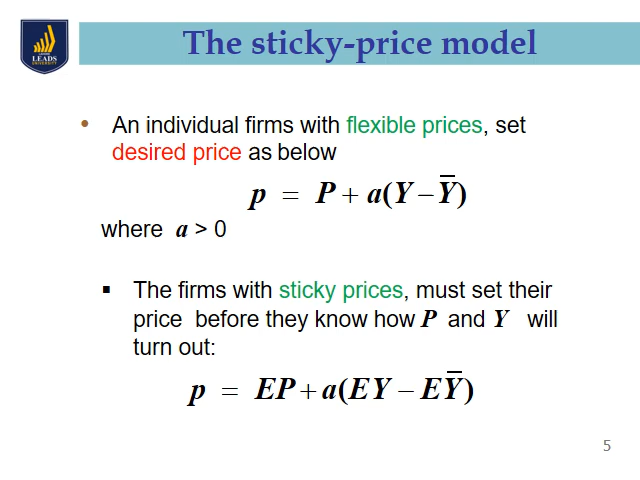 LEADS
UNIVERSITY
The sticky-price model
• An individual firms with flexible prices, set
desired price as below
p = P + a(Y − Y̅)
where a > 0
▪ The firms with sticky prices, must set their
price before they know how P and Y will
turn out:
p = EP + a(EY − EY̅)
5